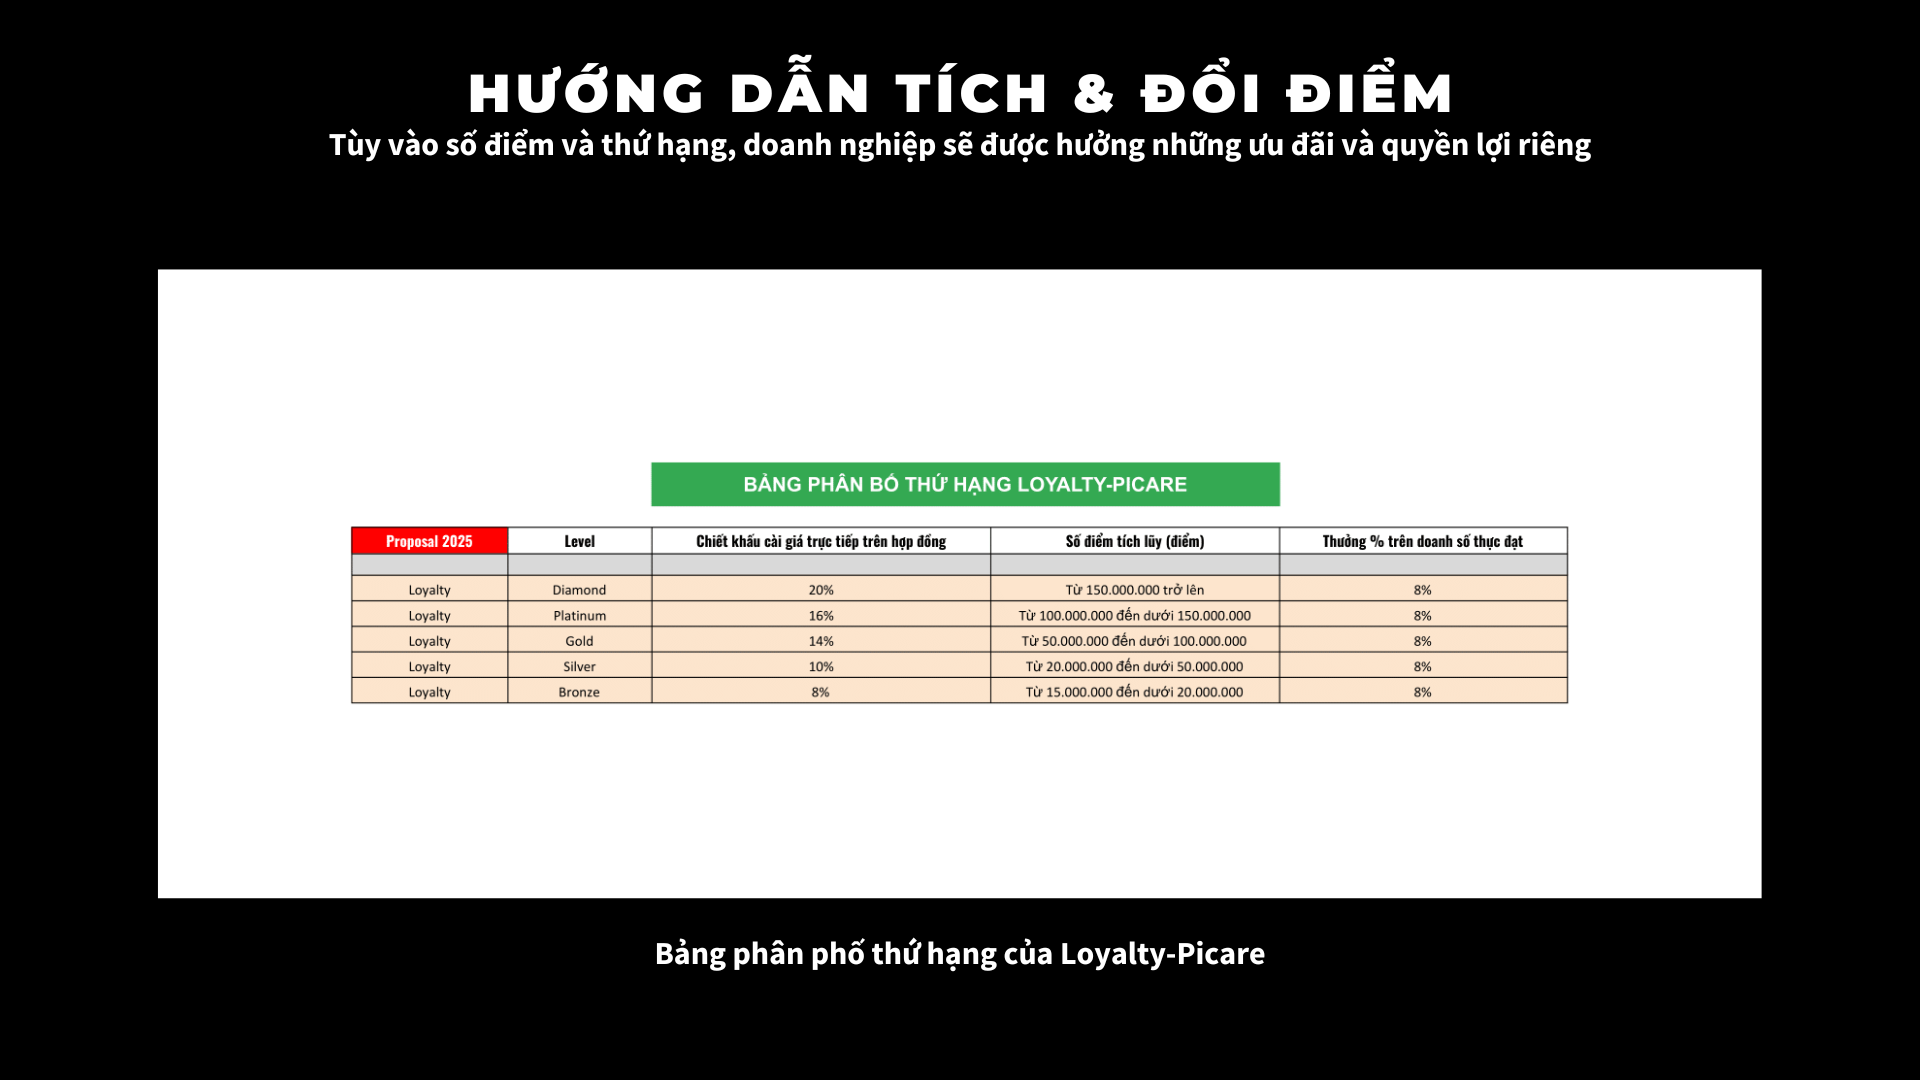 HƯỚNG DẪN TÍCH & ĐỔI ĐIỂM
Tùy vào số điểm và thứ hạng, doanh nghiệp sẽ được hưởng những ưu đãi và quyền lợi riêng
BẢNG PHÂN BỐ THỨ HẠNG LOYALTY-PICARE
Proposal 2025 Level Chiết khấu cài giá trực tiếp trên hợp đồng Số điểm tích lũy (điểm) Thưởng % trên doanh số thực đạt
Loyalty Diamond 20% Từ 150.000.000 trở lên 8%
Loyalty Platinum 16% Từ 100.000.000 đến dưới 150.000.000 8%
Loyalty Gold 14% Từ 50.000.000 đến dưới 100.000.000 8%
Loyalty Silver 10% Từ 20.000.000 đến dưới 50.000.000 8%
Loyalty Bronze 8% Từ 15.000.000 đến dưới 20.000.000 8%
Bảng phân phố thứ hạng của Loyalty-Picare